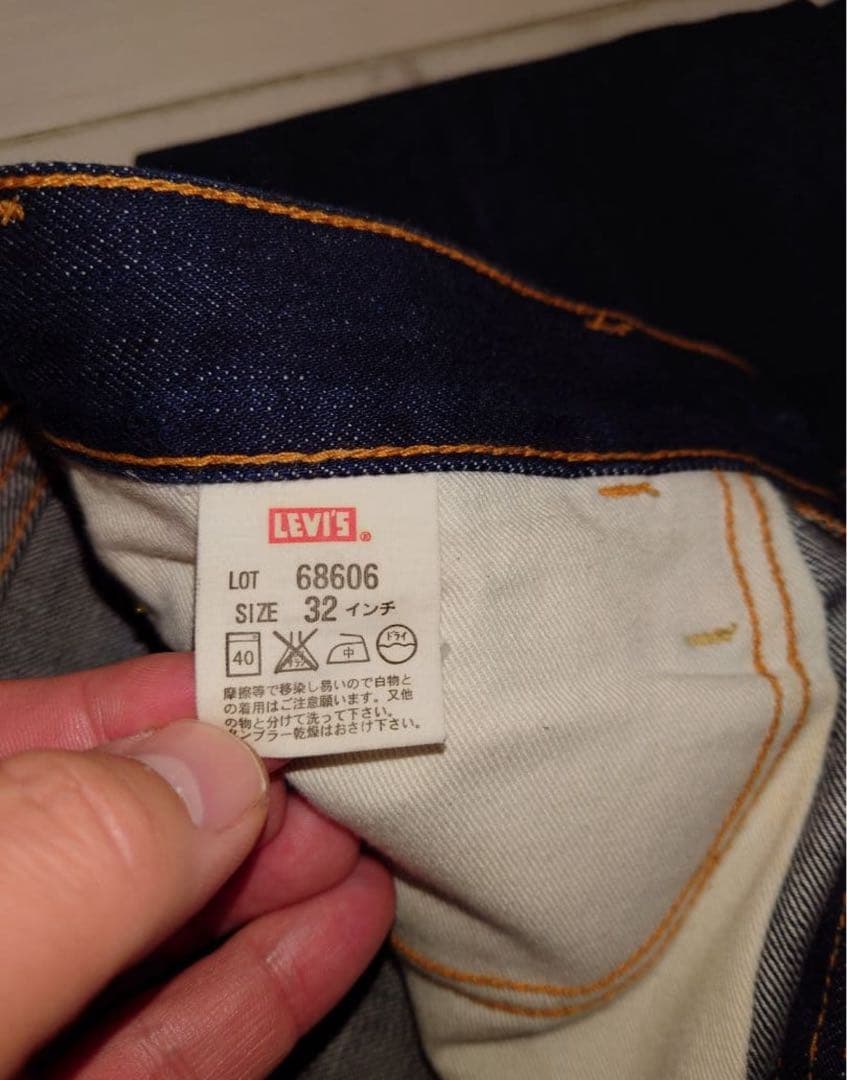 LEVI'S ®
LOT 68606
SIZE 32 インチ
40 中 ドライ
摩擦等で移染し易いので白物と
の着用はご注意願います。又他
の物と分けて洗って下さい。
タンブラー乾燥はおさけ下さい。